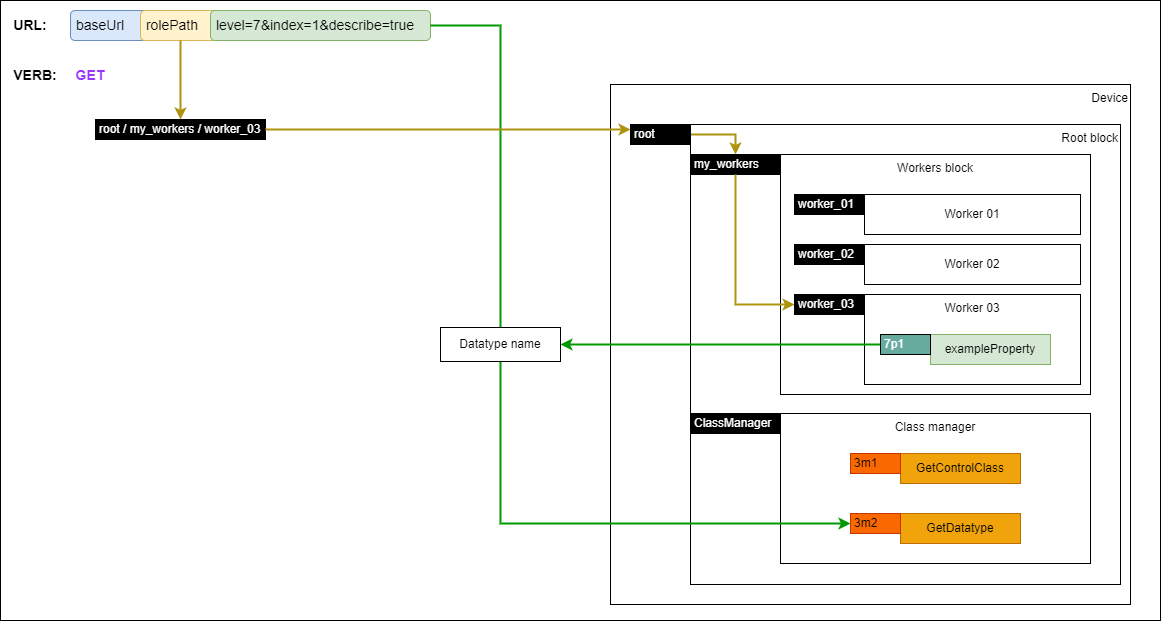 URL:
baseUrl
rolePath
level=7&index=1&describe=true
VERB:
GET
root / my_workers / worker_03
Device
root
Root block
my_workers
Workers block
worker_01
Worker 01
worker_02
Worker 02
worker_03
Worker 03
7p1
exampleProperty
Datatype name
ClassManager
Class manager
3m1
GetControlClass
3m2
GetDatatype